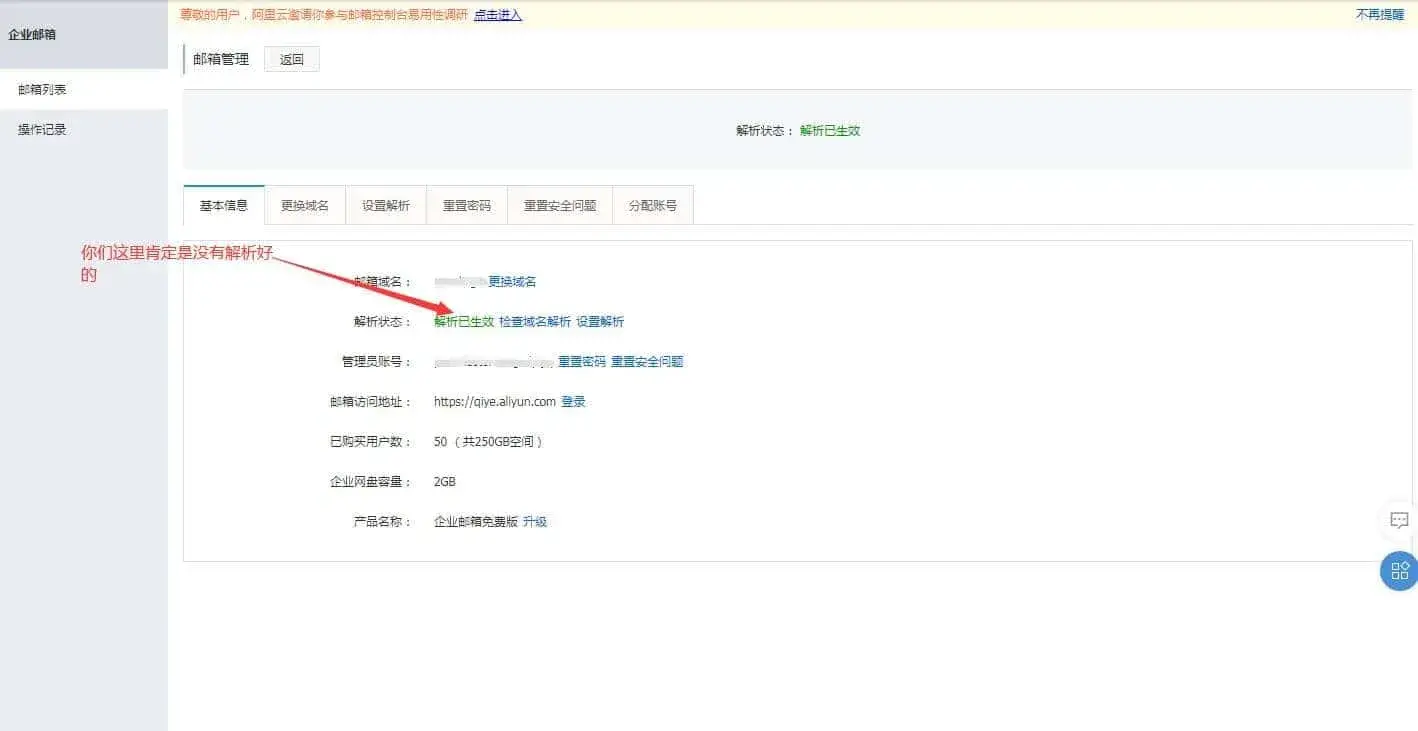 尊敬的用户，阿里云邀请你参与邮箱控制台易用性调研 点击进入 不再提醒
企业邮箱
邮箱管理 返回
邮箱列表
操作记录
解析状态： 解析已生效
基本信息 更换域名 设置解析 重置密码 重置安全问题 分配账号
你们这里肯定是没有解析好
的
邮箱域名： 更换域名
解析状态： 解析已生效 检查域名解析 设置解析
管理员账号： 重置密码 重置安全问题
邮箱访问地址： https://qiye.aliyun.com 登录
已购买用户数： 50 （共250GB空间）
企业网盘容量： 2GB
产品名称： 企业邮箱免费版 升级